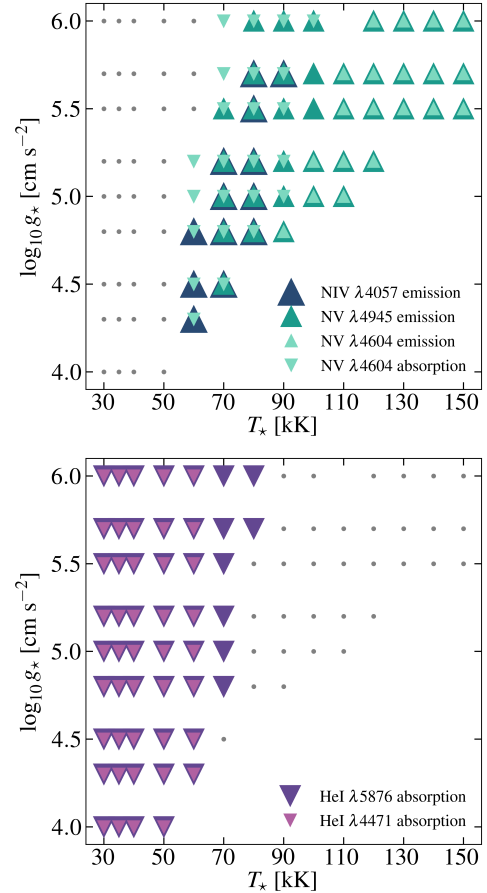 6.0
5.5
5.0
4.5
4.0
log₁₀ g⋆ [cm s⁻²]
NIV λ4057 emission
NV λ4945 emission
NV λ4604 emission
NV λ4604 absorption
30 50 70 90 110 130 150
T⋆ [kK]
6.0
5.5
5.0
4.5
4.0
log₁₀ g⋆ [cm s⁻²]
HeI λ5876 absorption
HeI λ4471 absorption
30 50 70 90 110 130 150
T⋆ [kK]